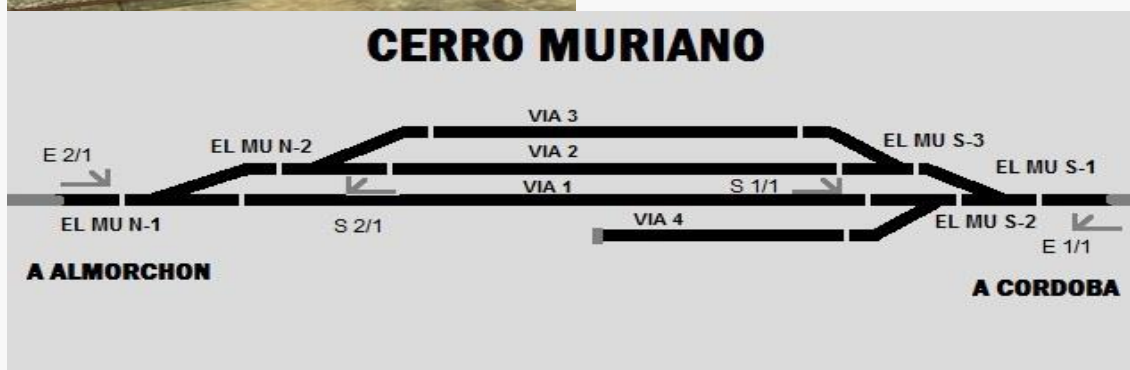 CERRO MURIANO
VIA 3
EL MU N-2
EL MU S-3
E 2/1
VIA 2
EL MU S-1
VIA 1
S 1/1
EL MU N-1
S 2/1
VIA 4
EL MU S-2
E 1/1
A ALMORCHON
A CORDOBA